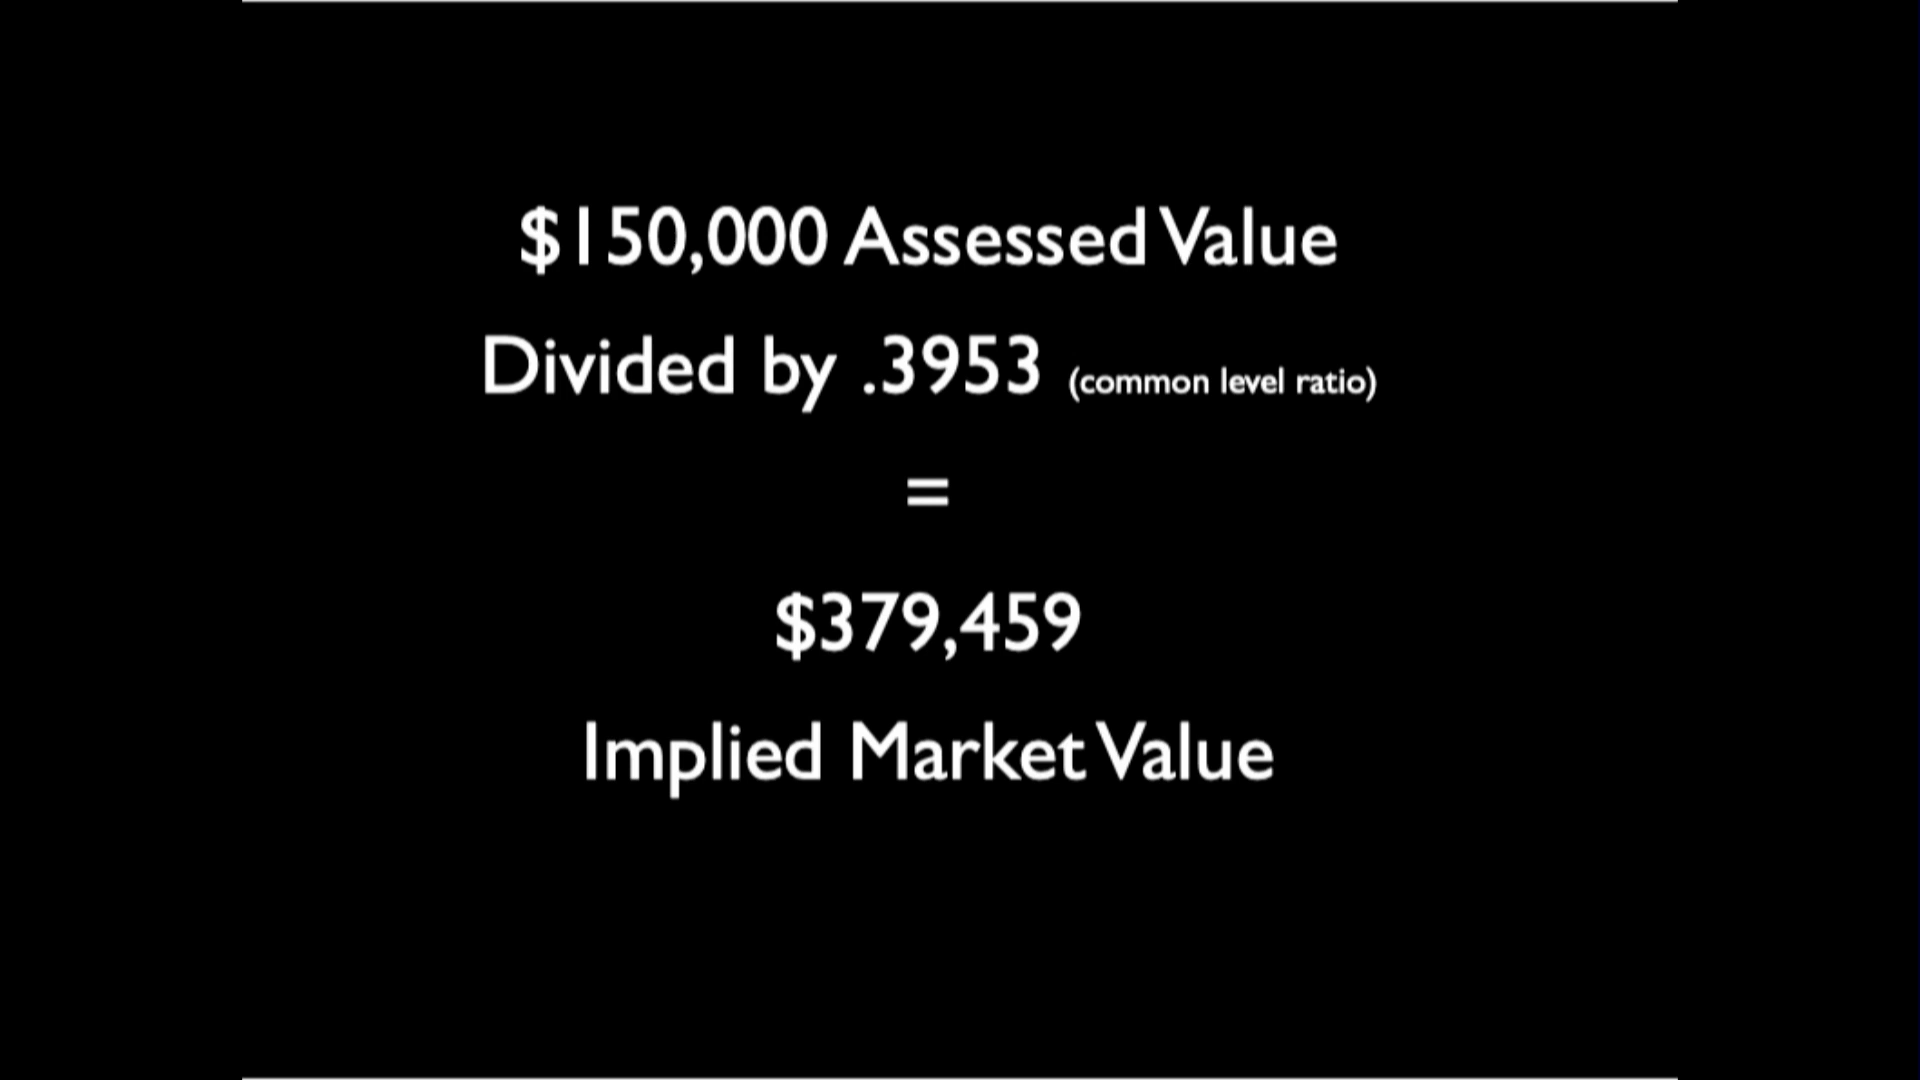 $150,000 Assessed Value
Divided by .3953 (common level ratio)
=
$379,459
Implied Market Value